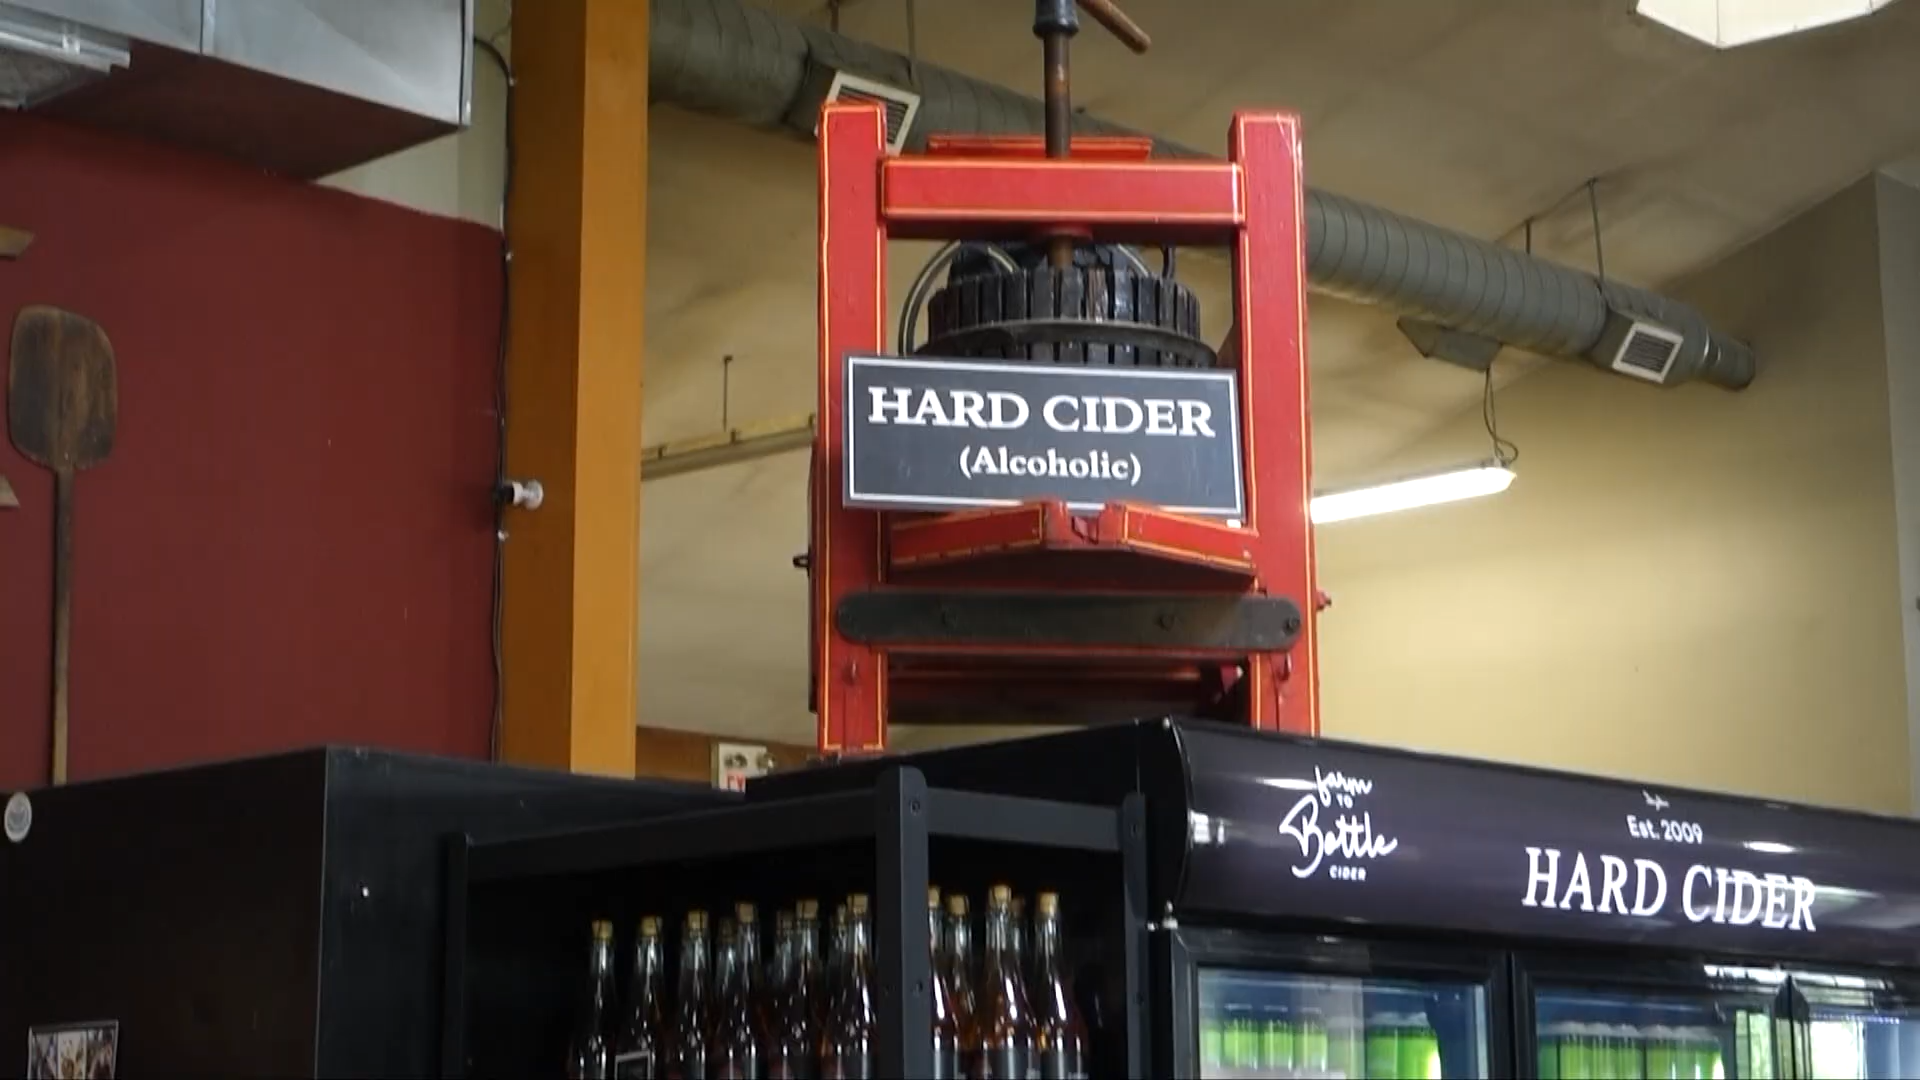 HARD CIDER
(Alcoholic)
farm
TO
Bottle
CIDER
Est. 2009
HARD CIDER